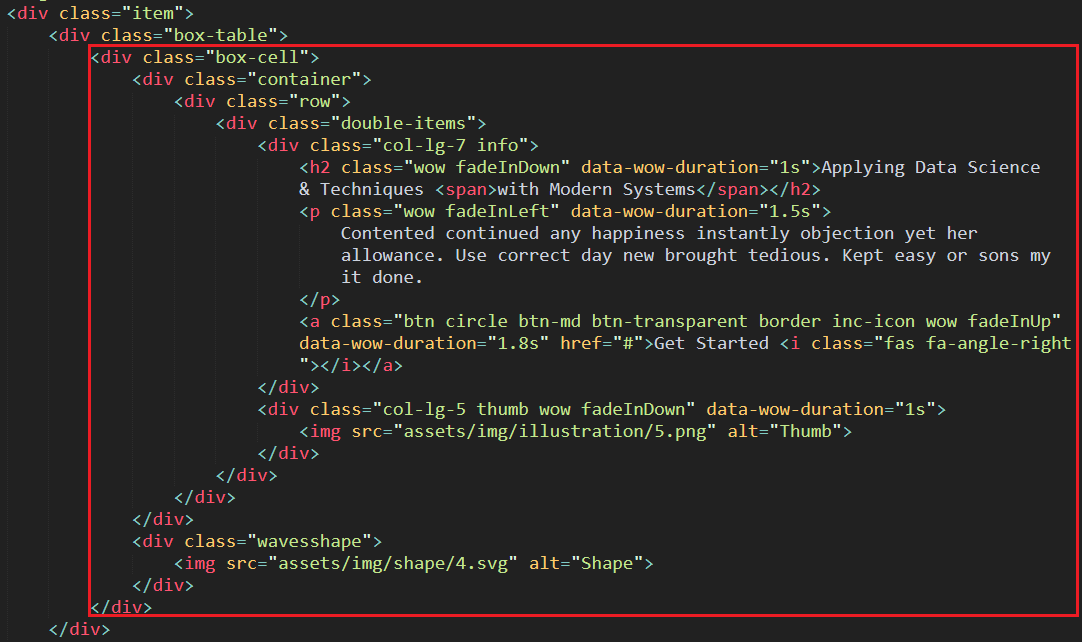 <div class="item">
<div class="box-table">
<div class="box-cell">
<div class="container">
<div class="row">
<div class="double-items">
<div class="col-lg-7 info">
<h2 class="wow fadeInDown" data-wow-duration="1s">Applying Data Science
& Techniques <span>with Modern Systems</span></h2>
<p class="wow fadeInLeft" data-wow-duration="1.5s">
Contented continued any happiness instantly objection yet her
allowance. Use correct day new brought tedious. Kept easy or sons my
it done.
</p>
<a class="btn circle btn-md btn-transparent border inc-icon wow fadeInUp"
data-wow-duration="1.8s" href="#">Get Started <i class="fas fa-angle-right
"></i></a>
</div>
<div class="col-lg-5 thumb wow fadeInDown" data-wow-duration="1s">
<img src="assets/img/illustration/5.png" alt="Thumb">
</div>
</div>
</div>
</div>
<div class="wavesshape">
<img src="assets/img/shape/4.svg" alt="Shape">
</div>
</div>
</div>